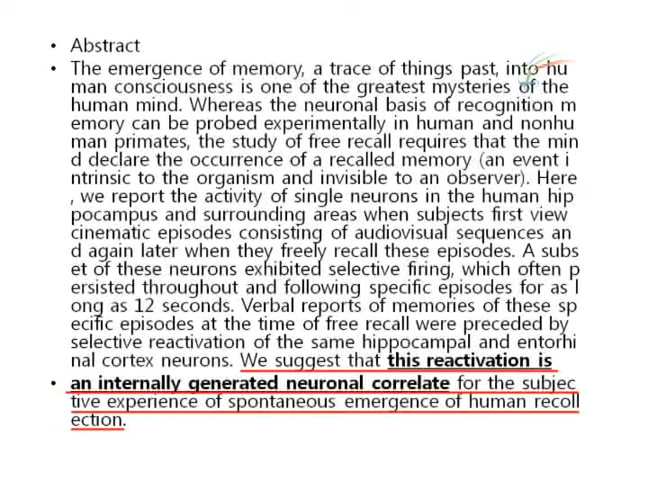 • Abstract
• The emergence of memory, a trace of things past, into hu
man consciousness is one of the greatest mysteries of the
human mind. Whereas the neuronal basis of recognition m
emory can be probed experimentally in human and nonhu
man primates, the study of free recall requires that the min
d declare the occurrence of a recalled memory (an event i
ntrinsic to the organism and invisible to an observer). Here
, we report the activity of single neurons in the human hip
pocampus and surrounding areas when subjects first view
cinematic episodes consisting of audiovisual sequences an
d again later when they freely recall these episodes. A subs
et of these neurons exhibited selective firing, which often p
ersisted throughout and following specific episodes for as l
ong as 12 seconds. Verbal reports of memories of these sp
ecific episodes at the time of free recall were preceded by
selective reactivation of the same hippocampal and entorhi
nal cortex neurons. We suggest that this reactivation is
• an internally generated neuronal correlate for the subjec
tive experience of spontaneous emergence of human recoll
ection.